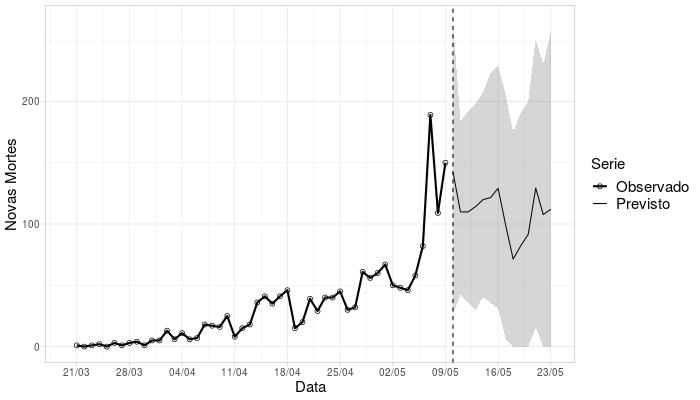 Novas Mortes
200
100
0
21/03 28/03 04/04 11/04 18/04 25/04 02/05 09/05 16/05 23/05
Data
Serie
Observado
Previsto